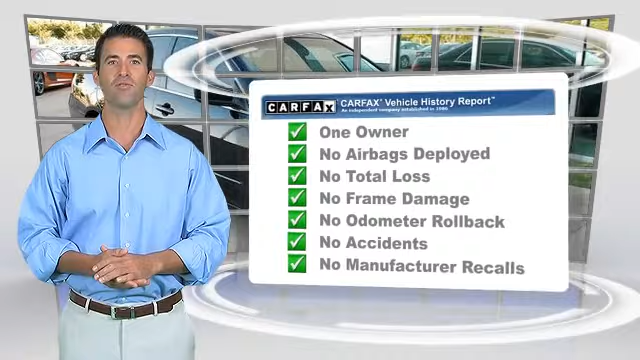 CARFAX CARFAX Vehicle History Report™
An independent company established in 1986
One Owner
No Airbags Deployed
No Total Loss
No Frame Damage
No Odometer Rollback
No Accidents
No Manufacturer Recalls